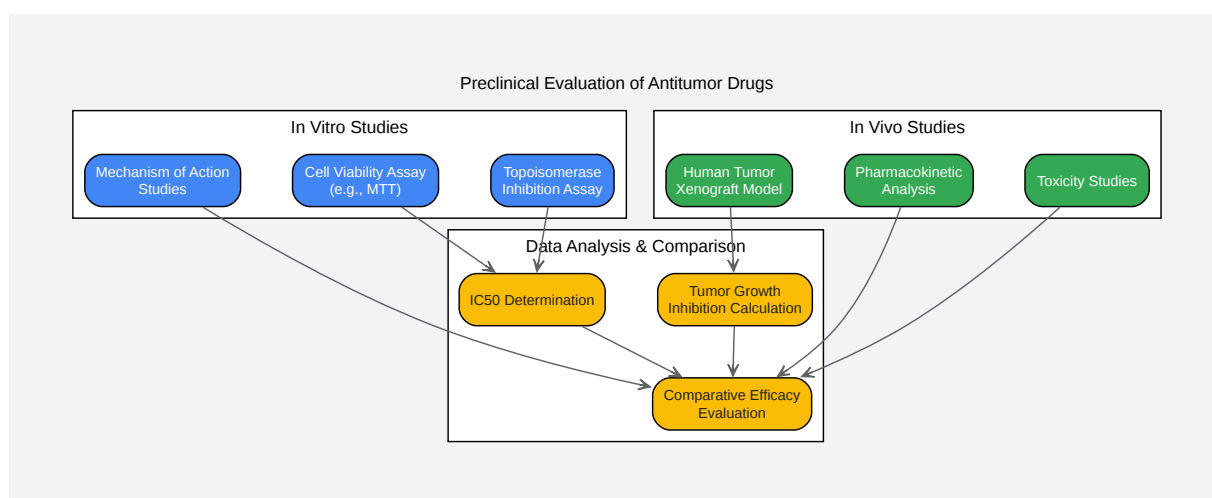 Preclinical Evaluation of Antitumor Drugs
In Vitro Studies
Mechanism of Action
Studies
Cell Viability Assay
(e.g., MTT)
Topoisomerase
Inhibition Assay
In Vivo Studies
Human Tumor
Xenograft Model
Pharmacokinetic
Analysis
Toxicity Studies
Data Analysis & Comparison
IC50 Determination
Tumor Growth
Inhibition Calculation
Comparative Efficacy
Evaluation